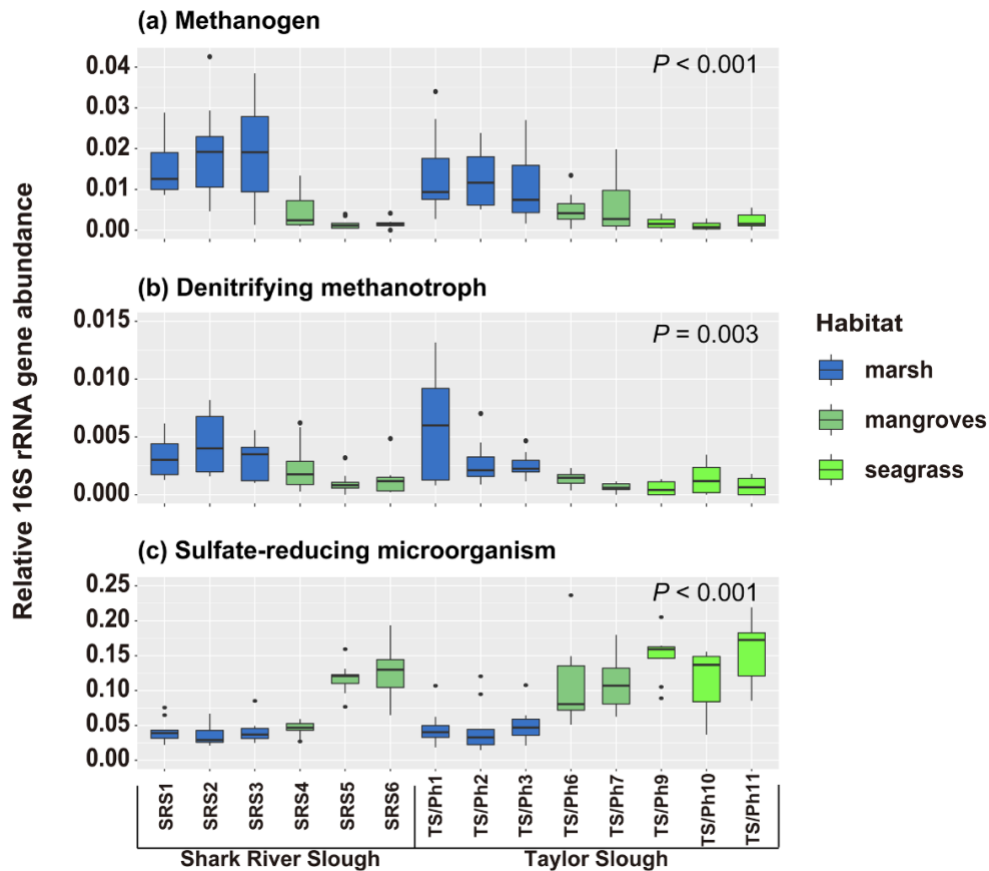 (a) Methanogen
P < 0.001
0.04
0.03
0.02
0.01
0.00
(b) Denitrifying methanotroph
P = 0.003
0.015
0.010
0.005
0.000
(c) Sulfate-reducing microorganism
P < 0.001
0.25
0.20
0.15
0.10
0.05
0.00
Relative 16S rRNA gene abundance
Habitat
marsh
mangroves
seagrass
SRS1
SRS2
SRS3
SRS4
SRS5
SRS6
TS/Ph1
TS/Ph2
TS/Ph3
TS/Ph6
TS/Ph7
TS/Ph9
TS/Ph10
TS/Ph11
Shark River Slough
Taylor Slough